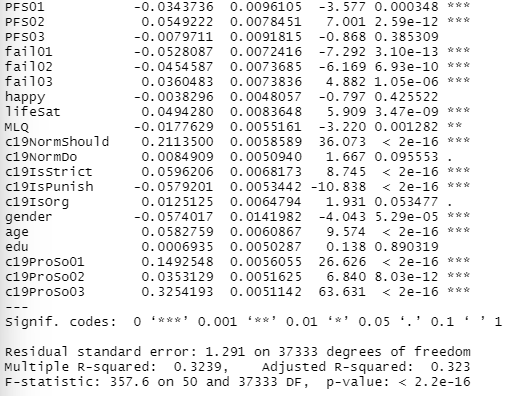 PFS01 -0.0343736 0.0096105 -3.577 0.000348 ***
PFS02 0.0549222 0.0078451 7.001 2.59e-12 ***
PFS03 -0.0079711 0.0091815 -0.868 0.385309
fail01 -0.0528087 0.0072416 -7.292 3.10e-13 ***
fail02 -0.0454587 0.0073685 -6.169 6.93e-10 ***
fail03 0.0360483 0.0073836 4.882 1.05e-06 ***
happy -0.0038296 0.0048057 -0.797 0.425522
lifeSat 0.0494280 0.0083648 5.909 3.47e-09 ***
MLQ -0.0177629 0.0055161 -3.220 0.001282 **
c19NormShould 0.2113500 0.0058589 36.073 < 2e-16 ***
c19NormDo 0.0084909 0.0050940 1.667 0.095553 .
c19IsStrict 0.0596206 0.0068173 8.745 < 2e-16 ***
c19IsPunish -0.0579201 0.0053442 -10.838 < 2e-16 ***
c19IsOrg 0.0125125 0.0064794 1.931 0.053477 .
gender -0.0574017 0.0141982 -4.043 5.29e-05 ***
age 0.0582759 0.0060867 9.574 < 2e-16 ***
edu 0.0006935 0.0050287 0.138 0.890319
c19ProSo01 0.1492548 0.0056055 26.626 < 2e-16 ***
c19ProSo02 0.0353129 0.0051625 6.840 8.03e-12 ***
c19ProSo03 0.3254193 0.0051142 63.631 < 2e-16 ***
---
Signif. codes: 0 ‘***’ 0.001 ‘**’ 0.01 ‘*’ 0.05 ‘.’ 0.1 ‘ ’ 1
Residual standard error: 1.291 on 37333 degrees of freedom
Multiple R-squared: 0.3239, Adjusted R-squared: 0.323
F-statistic: 357.6 on 50 and 37333 DF, p-value: < 2.2e-16